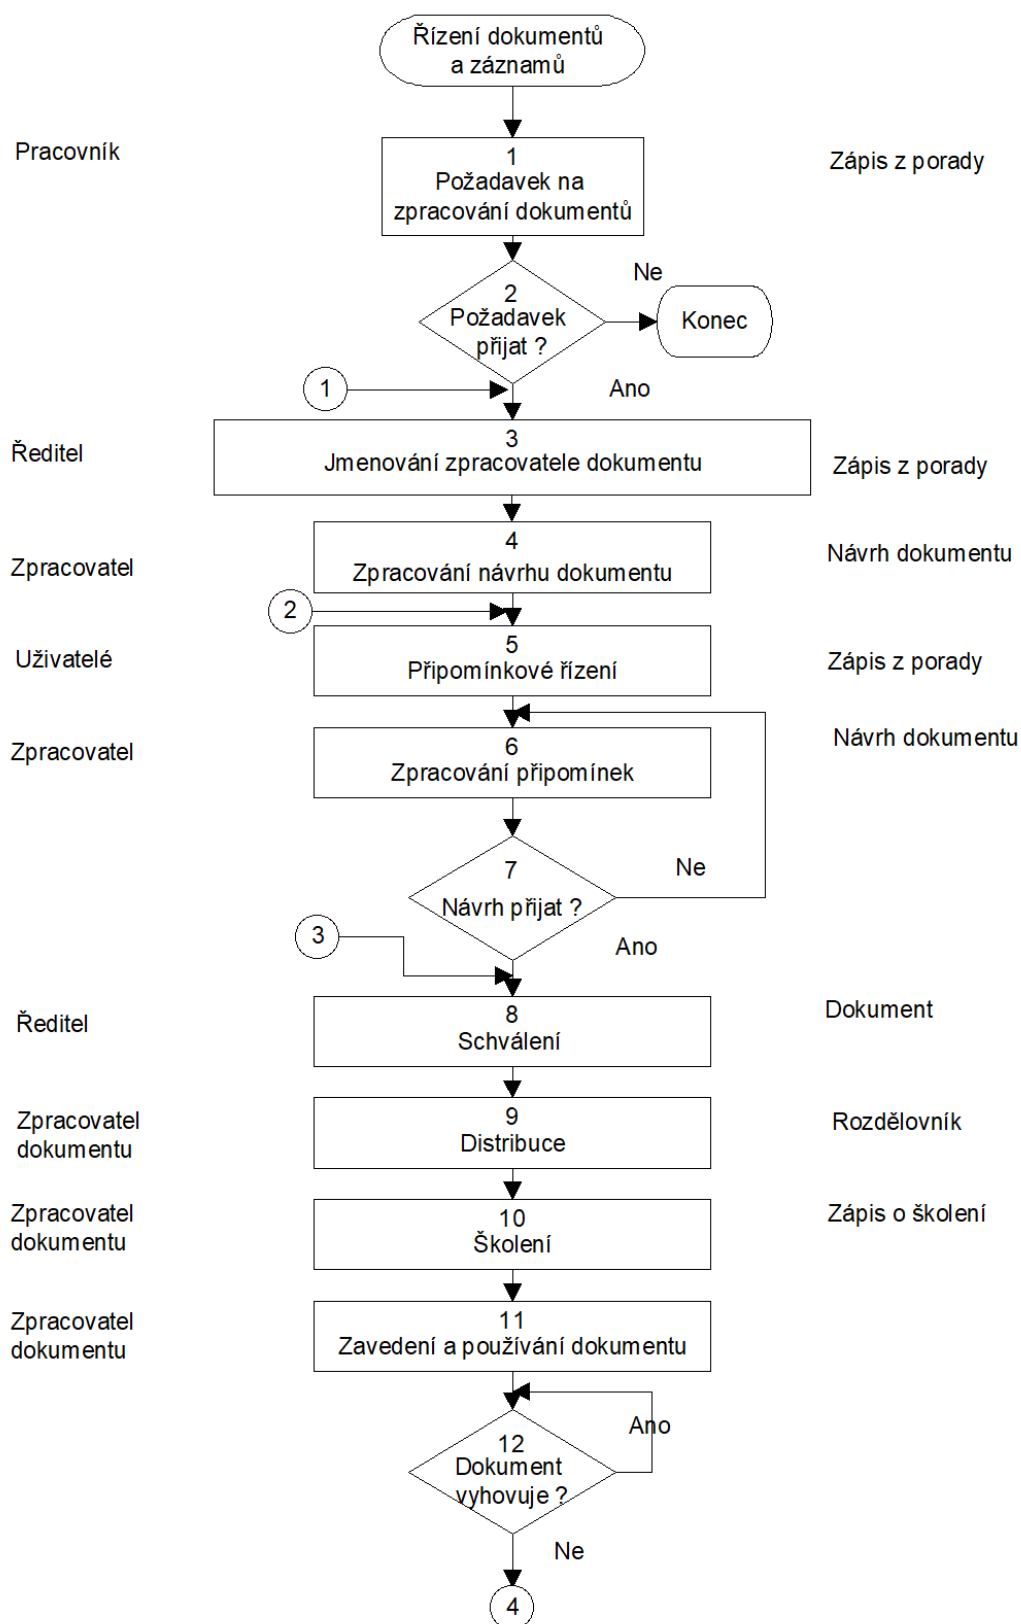 Řízení dokumentů
a záznamů
Pracovník
1
Požadavek na
zpracování dokumentů
Zápis z porady
2
Požadavek
přijat ?
Ne
Konec
1
Ano
Ředitel
3
Jmenování zpracovatele dokumentu
Zápis z porady
Zpracovatel
4
Zpracování návrhu dokumentu
Návrh dokumentu
2
Uživatelé
5
Připomínkové řízení
Zápis z porady
Zpracovatel
6
Zpracování připomínek
Návrh dokumentu
7
Návrh přijat ?
Ne
3
Ano
Ředitel
8
Schválení
Dokument
Zpracovatel
dokumentu
9
Distribuce
Rozdělovník
Zpracovatel
dokumentu
10
Školení
Zápis o školení
Zpracovatel
dokumentu
11
Zavedení a používání dokumentu
12
Dokument
vyhovuje ?
Ano
Ne
4